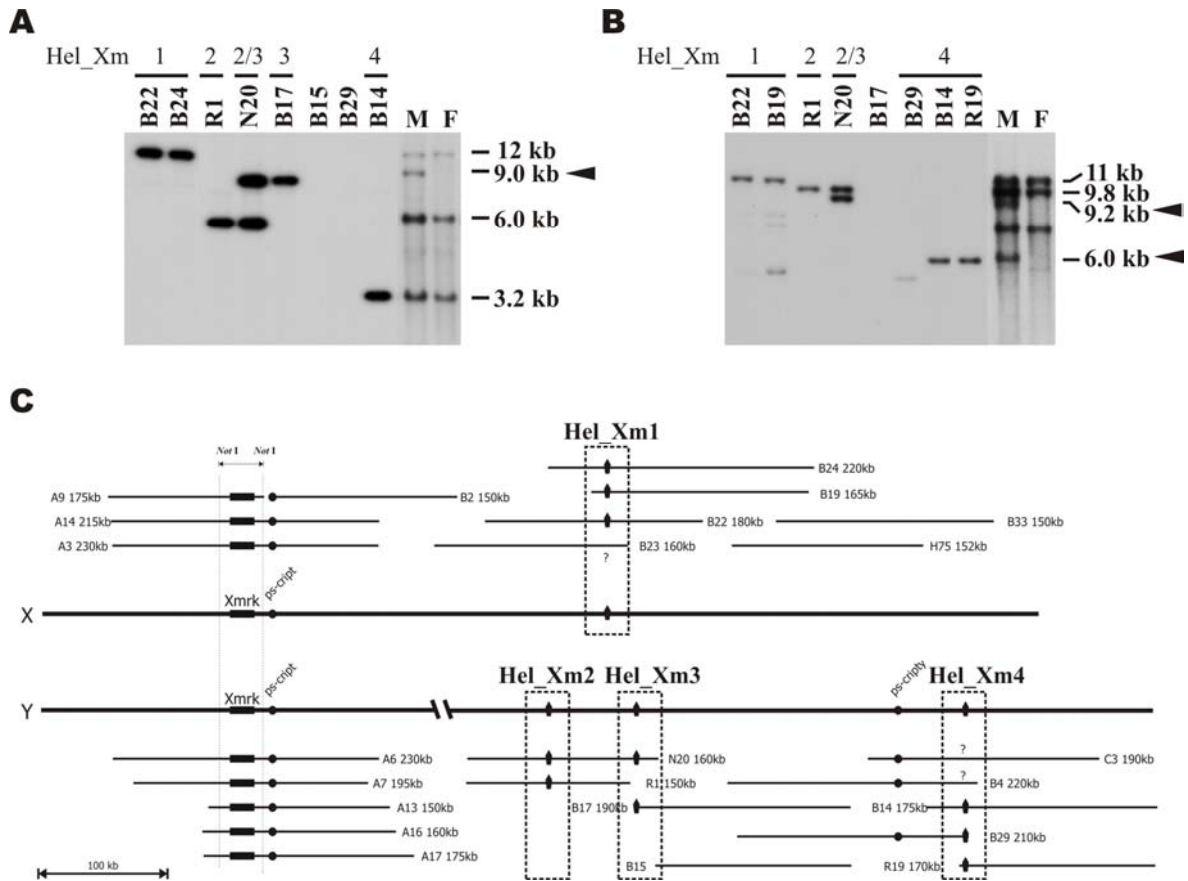 A
Hel_Xm 1 2 2/3 3 4
B22 B24 R1 N20 B17 B15 B29 B14 M F
12 kb
9.0 kb
6.0 kb
3.2 kb
B
Hel_Xm 1 2 2/3 4
B22 B19 R1 N20 B17 B29 B14 R19 M F
11 kb
9.8 kb
9.2 kb
6.0 kb
C
Hel_Xm1
Not I Not I
B24 220kb
A9 175kb B2 150kb B19 165kb
A14 215kb B22 180kb B33 150kb
A3 230kb B23 160kb H75 152kb
?
ps-cript
Xmrk
X
Hel_Xm2 Hel_Xm3 Hel_Xm4
ps-cript ps-cripty
Xmrk
Y
?
A6 230kb N20 160kb C3 190kb
?
A7 195kb R1 150kb B4 220kb
A13 150kb B17 190kb B14 175kb
A16 160kb B29 210kb
A17 175kb B15 R19 170kb
100 kb